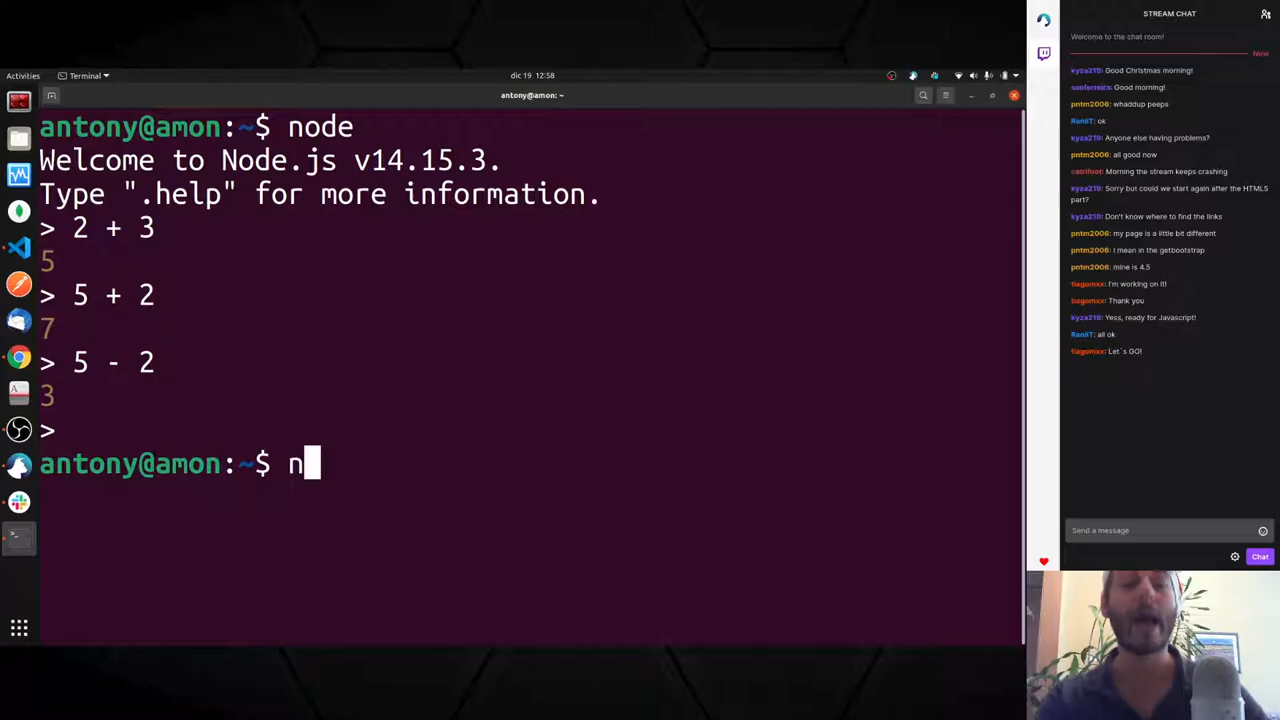 Activities
Terminal
dic 19 12:58
antony@amon: ~
antony@amon:~$ node
Welcome to Node.js v14.15.3.
Type ".help" for more information.
> 2 + 3
5
> 5 + 2
7
> 5 - 2
3
>
antony@amon:~$ n
STREAM CHAT
Welcome to the chat room!
New
kyza219: Good Christmas morning!
Good morning!
pntm2006: whaddup peeps
RaniiT: ok
kyza219: Anyone else having problems?
pntm2006: all good now
Morning the stream keeps crashing
kyza219: Sorry but could we start again after the HTML5
part?
kyza219: Don't know where to find the links
pntm2006: my page is a little bit different
pntm2006: I mean in the getbootstrap
pntm2006: mine is 4.5
tiagomxx: I'm working on it!
Thank you
kyza219: Yess, ready for Javascript!
RaniiT: all ok
tiagomxx: Let`s GO!
Send a message
Chat